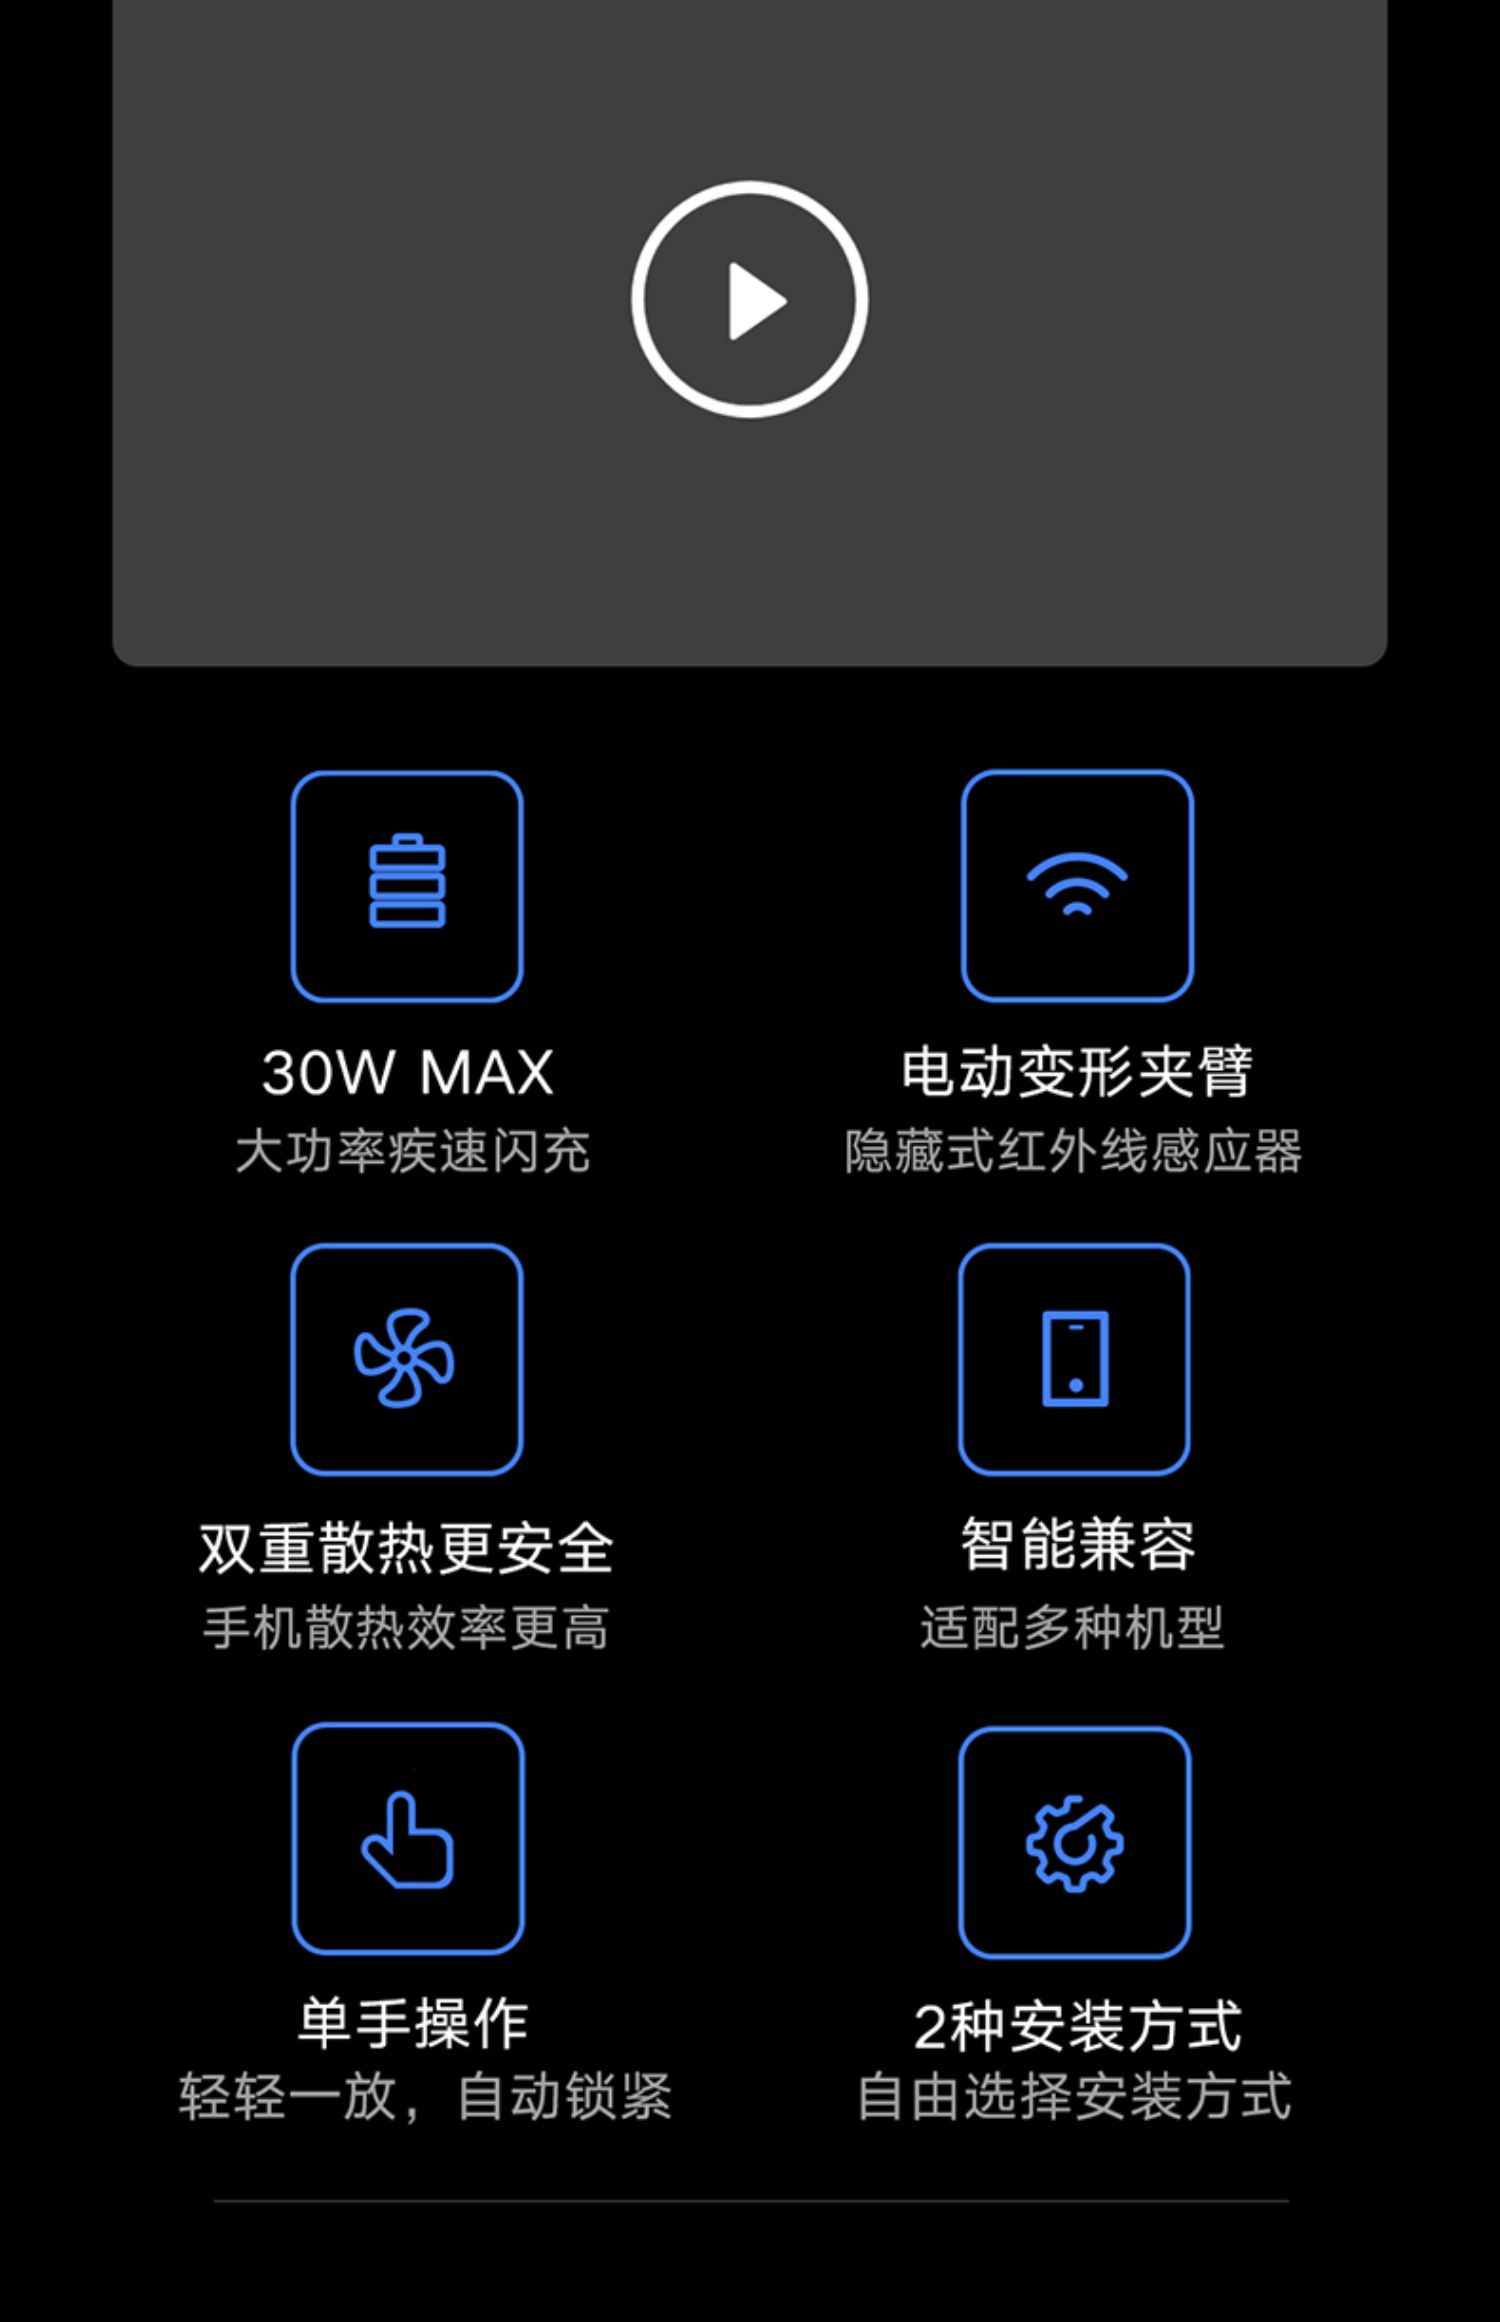 30W MAX
大功率疾速闪充
电动变形夹臂
隐藏式红外线感应器
双重散热更安全
手机散热效率更高
智能兼容
适配多种机型
单手操作
轻轻一放，自动锁紧
2种安装方式
自由选择安装方式